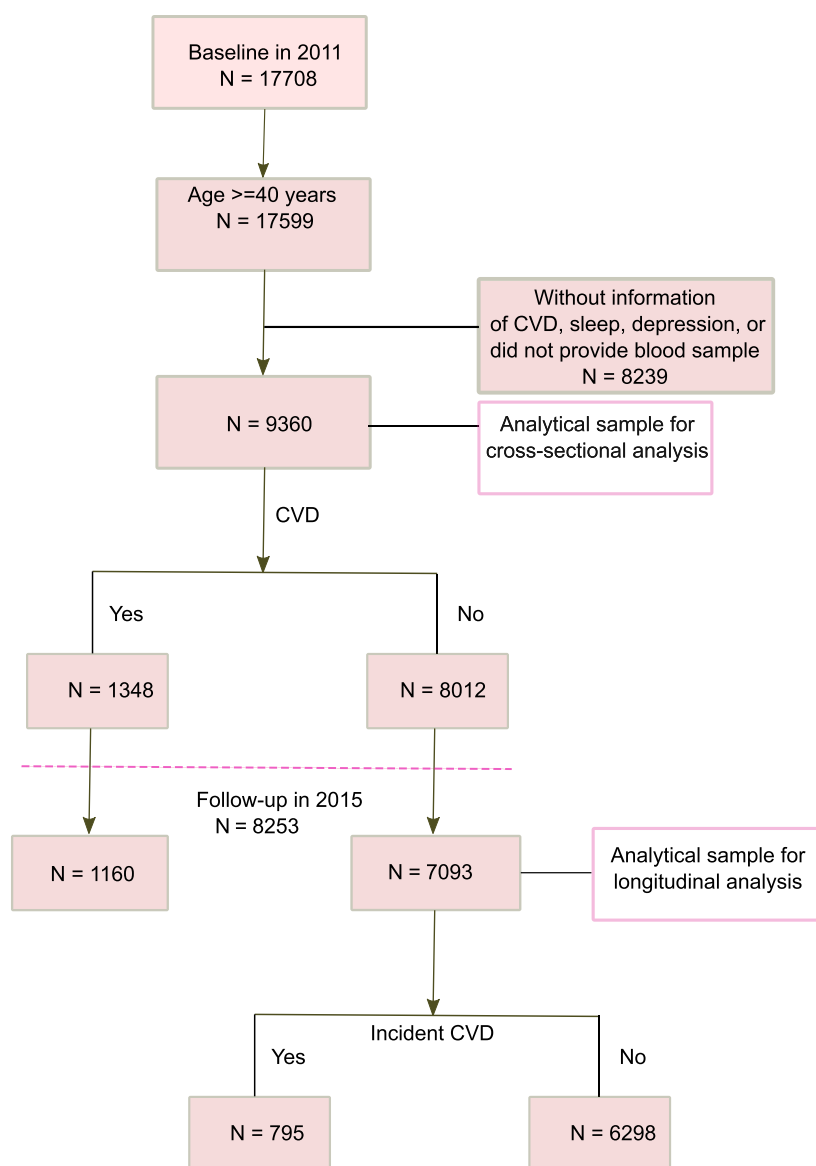 Baseline in 2011
N = 17708
Age >=40 years
N = 17599
Without information
of CVD, sleep, depression, or
did not provide blood sample
N = 8239
N = 9360
Analytical sample for
cross-sectional analysis
CVD
Yes
No
N = 1348
N = 8012
Follow-up in 2015
N = 8253
N = 1160
N = 7093
Analytical sample for
longitudinal analysis
Incident CVD
Yes
No
N = 795
N = 6298